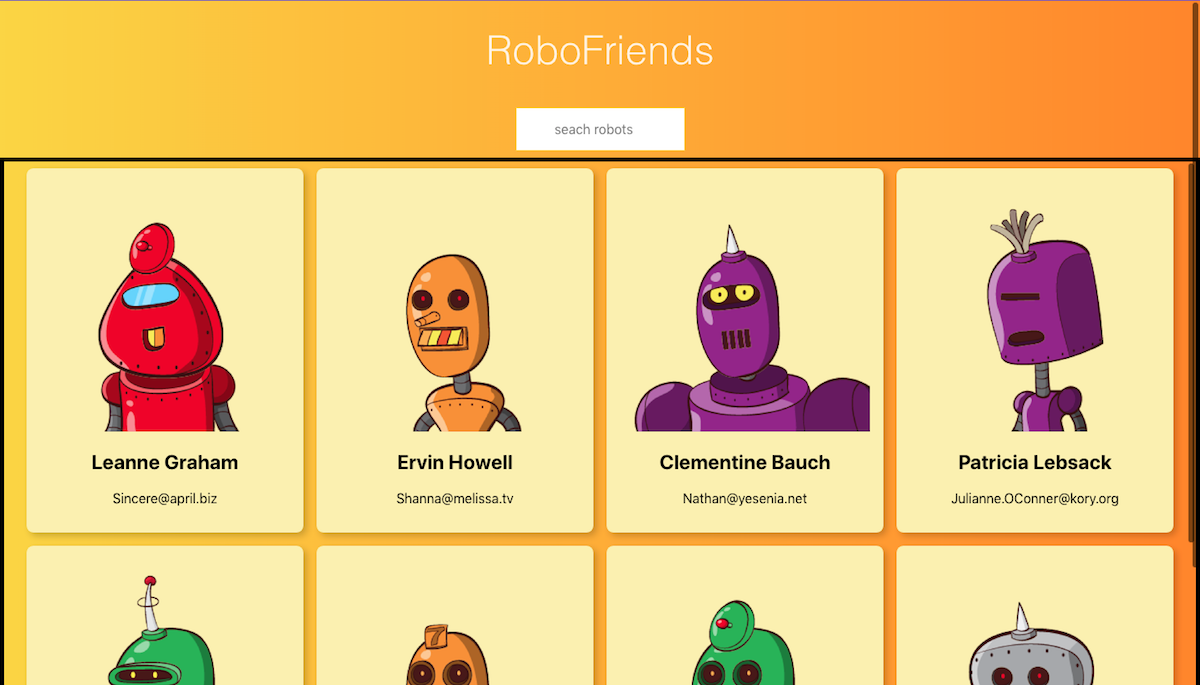 RoboFriends
seach robots
Leanne Graham
Ervin Howell
Clementine Bauch
Patricia Lebsack
Sincere@april.biz
Shanna@melissa.tv
Nathan@yesenia.net
Julianne.OConner@kory.org
7